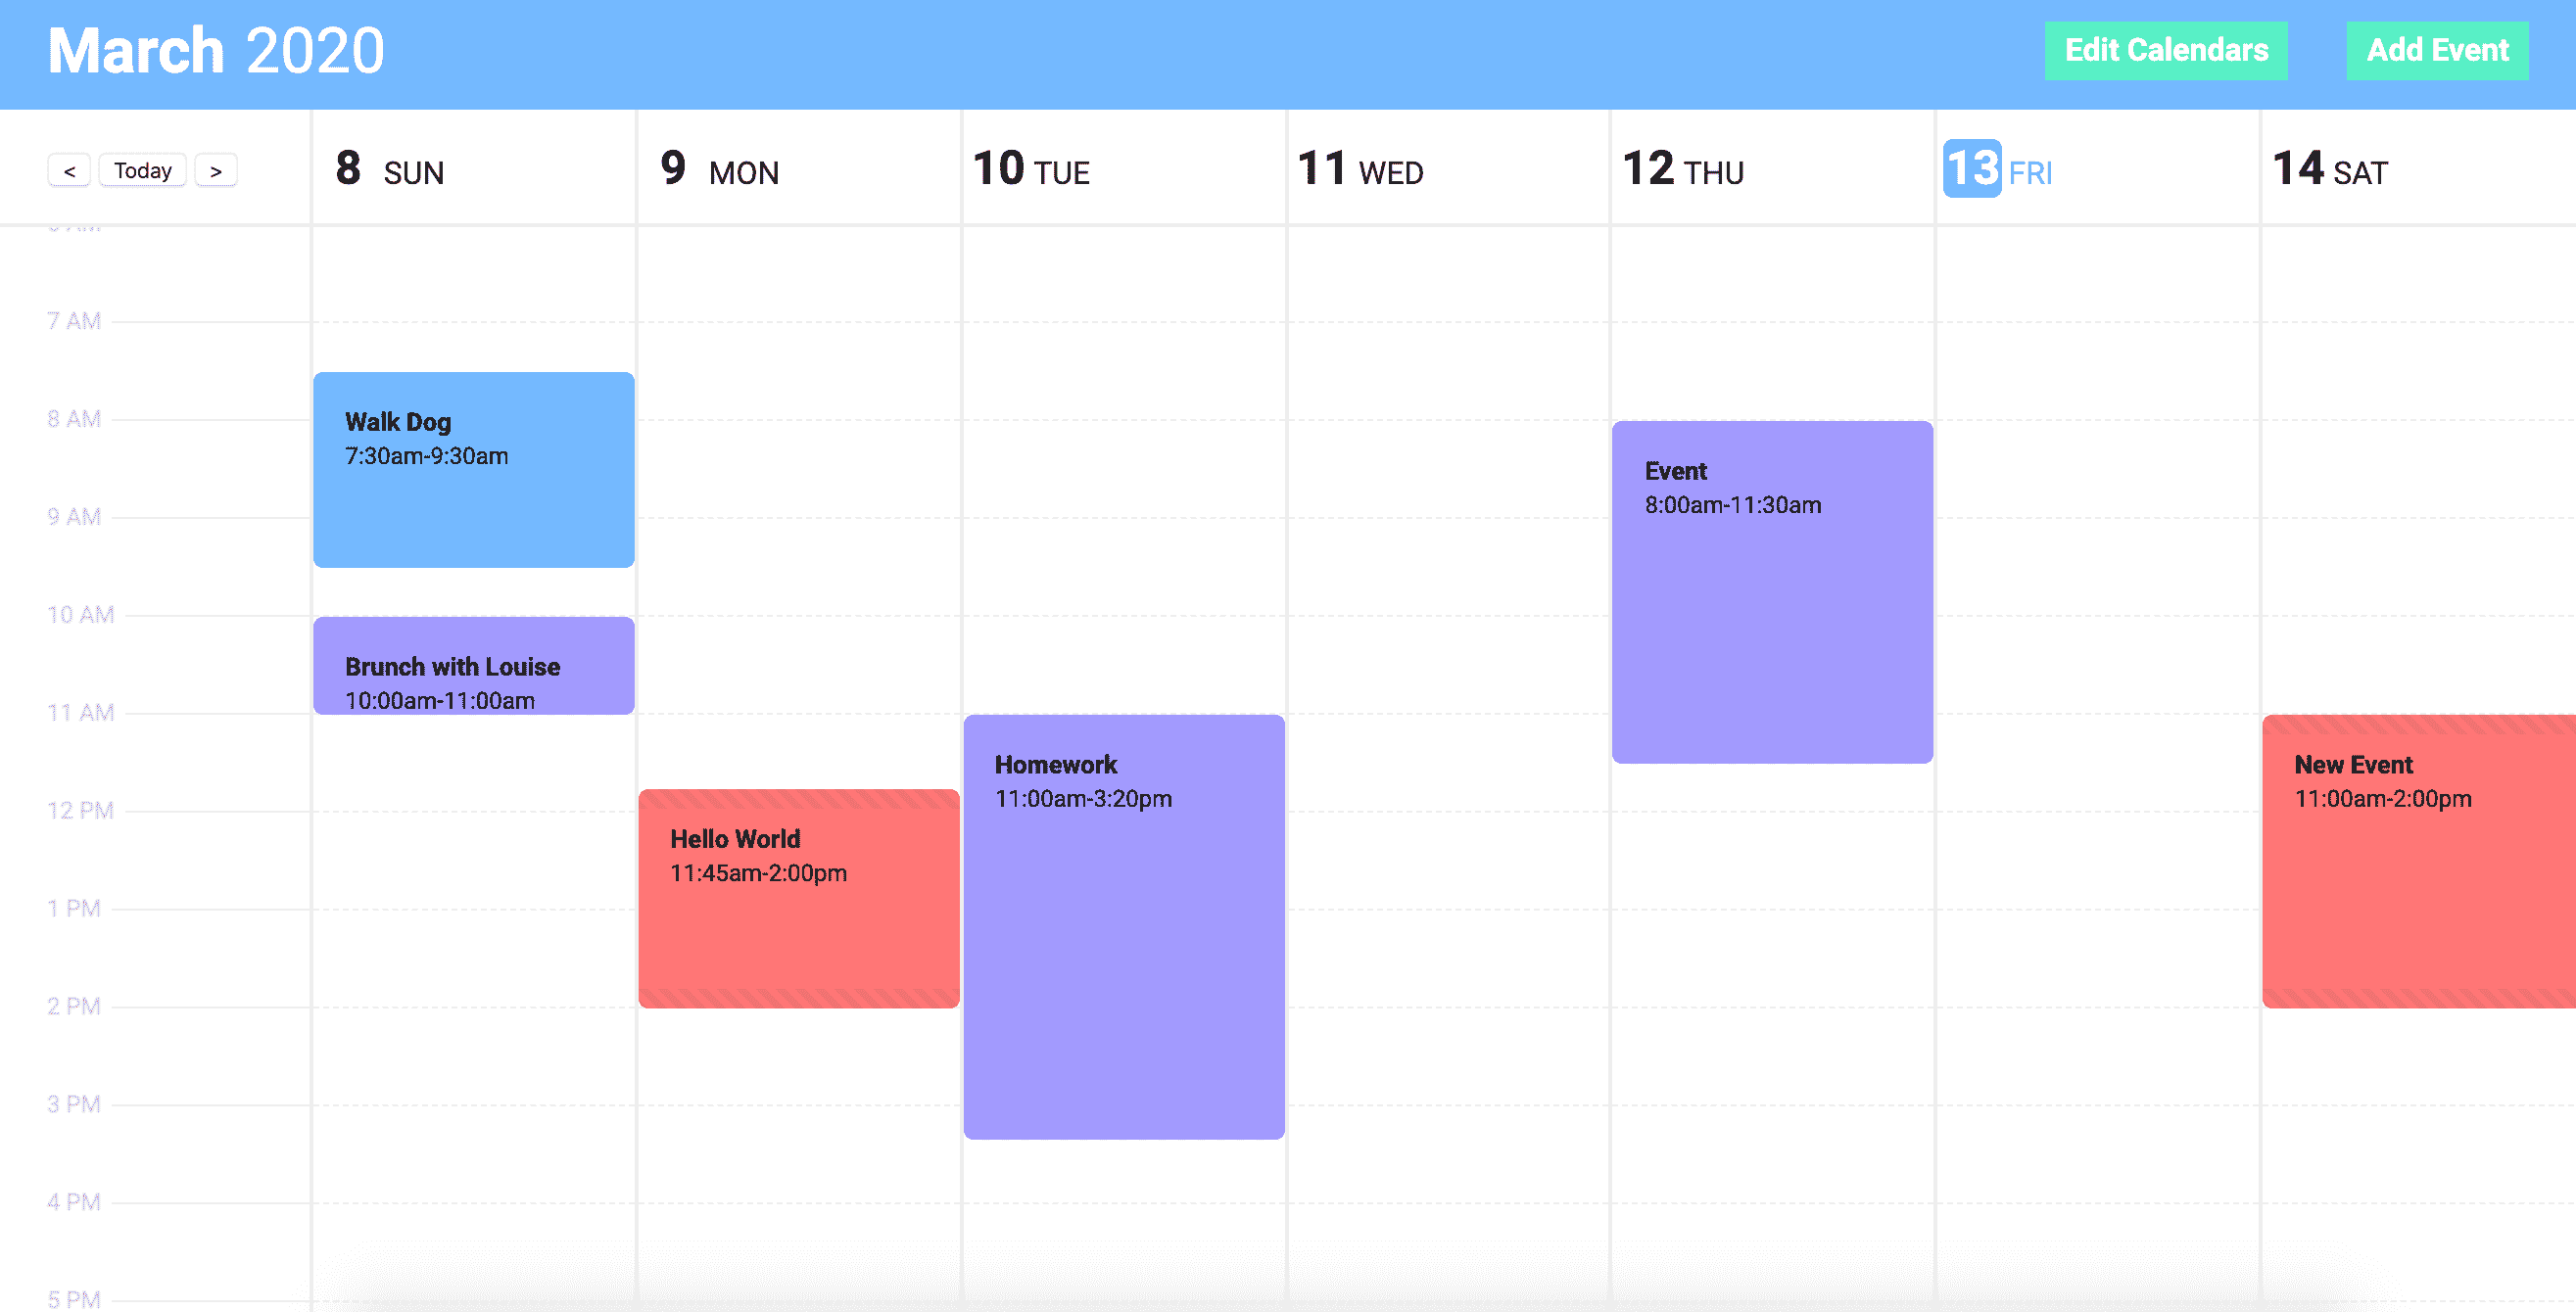 March 2020
Edit Calendars
Add Event
< Today >
8 SUN
9 MON
10 TUE
11 WED
12 THU
13 FRI
14 SAT
7 AM
8 AM
Walk Dog
7:30am-9:30am
Event
8:00am-11:30am
9 AM
10 AM
Brunch with Louise
10:00am-11:00am
11 AM
Homework
11:00am-3:20pm
New Event
11:00am-2:00pm
12 PM
Hello World
11:45am-2:00pm
1 PM
2 PM
3 PM
4 PM
5 PM